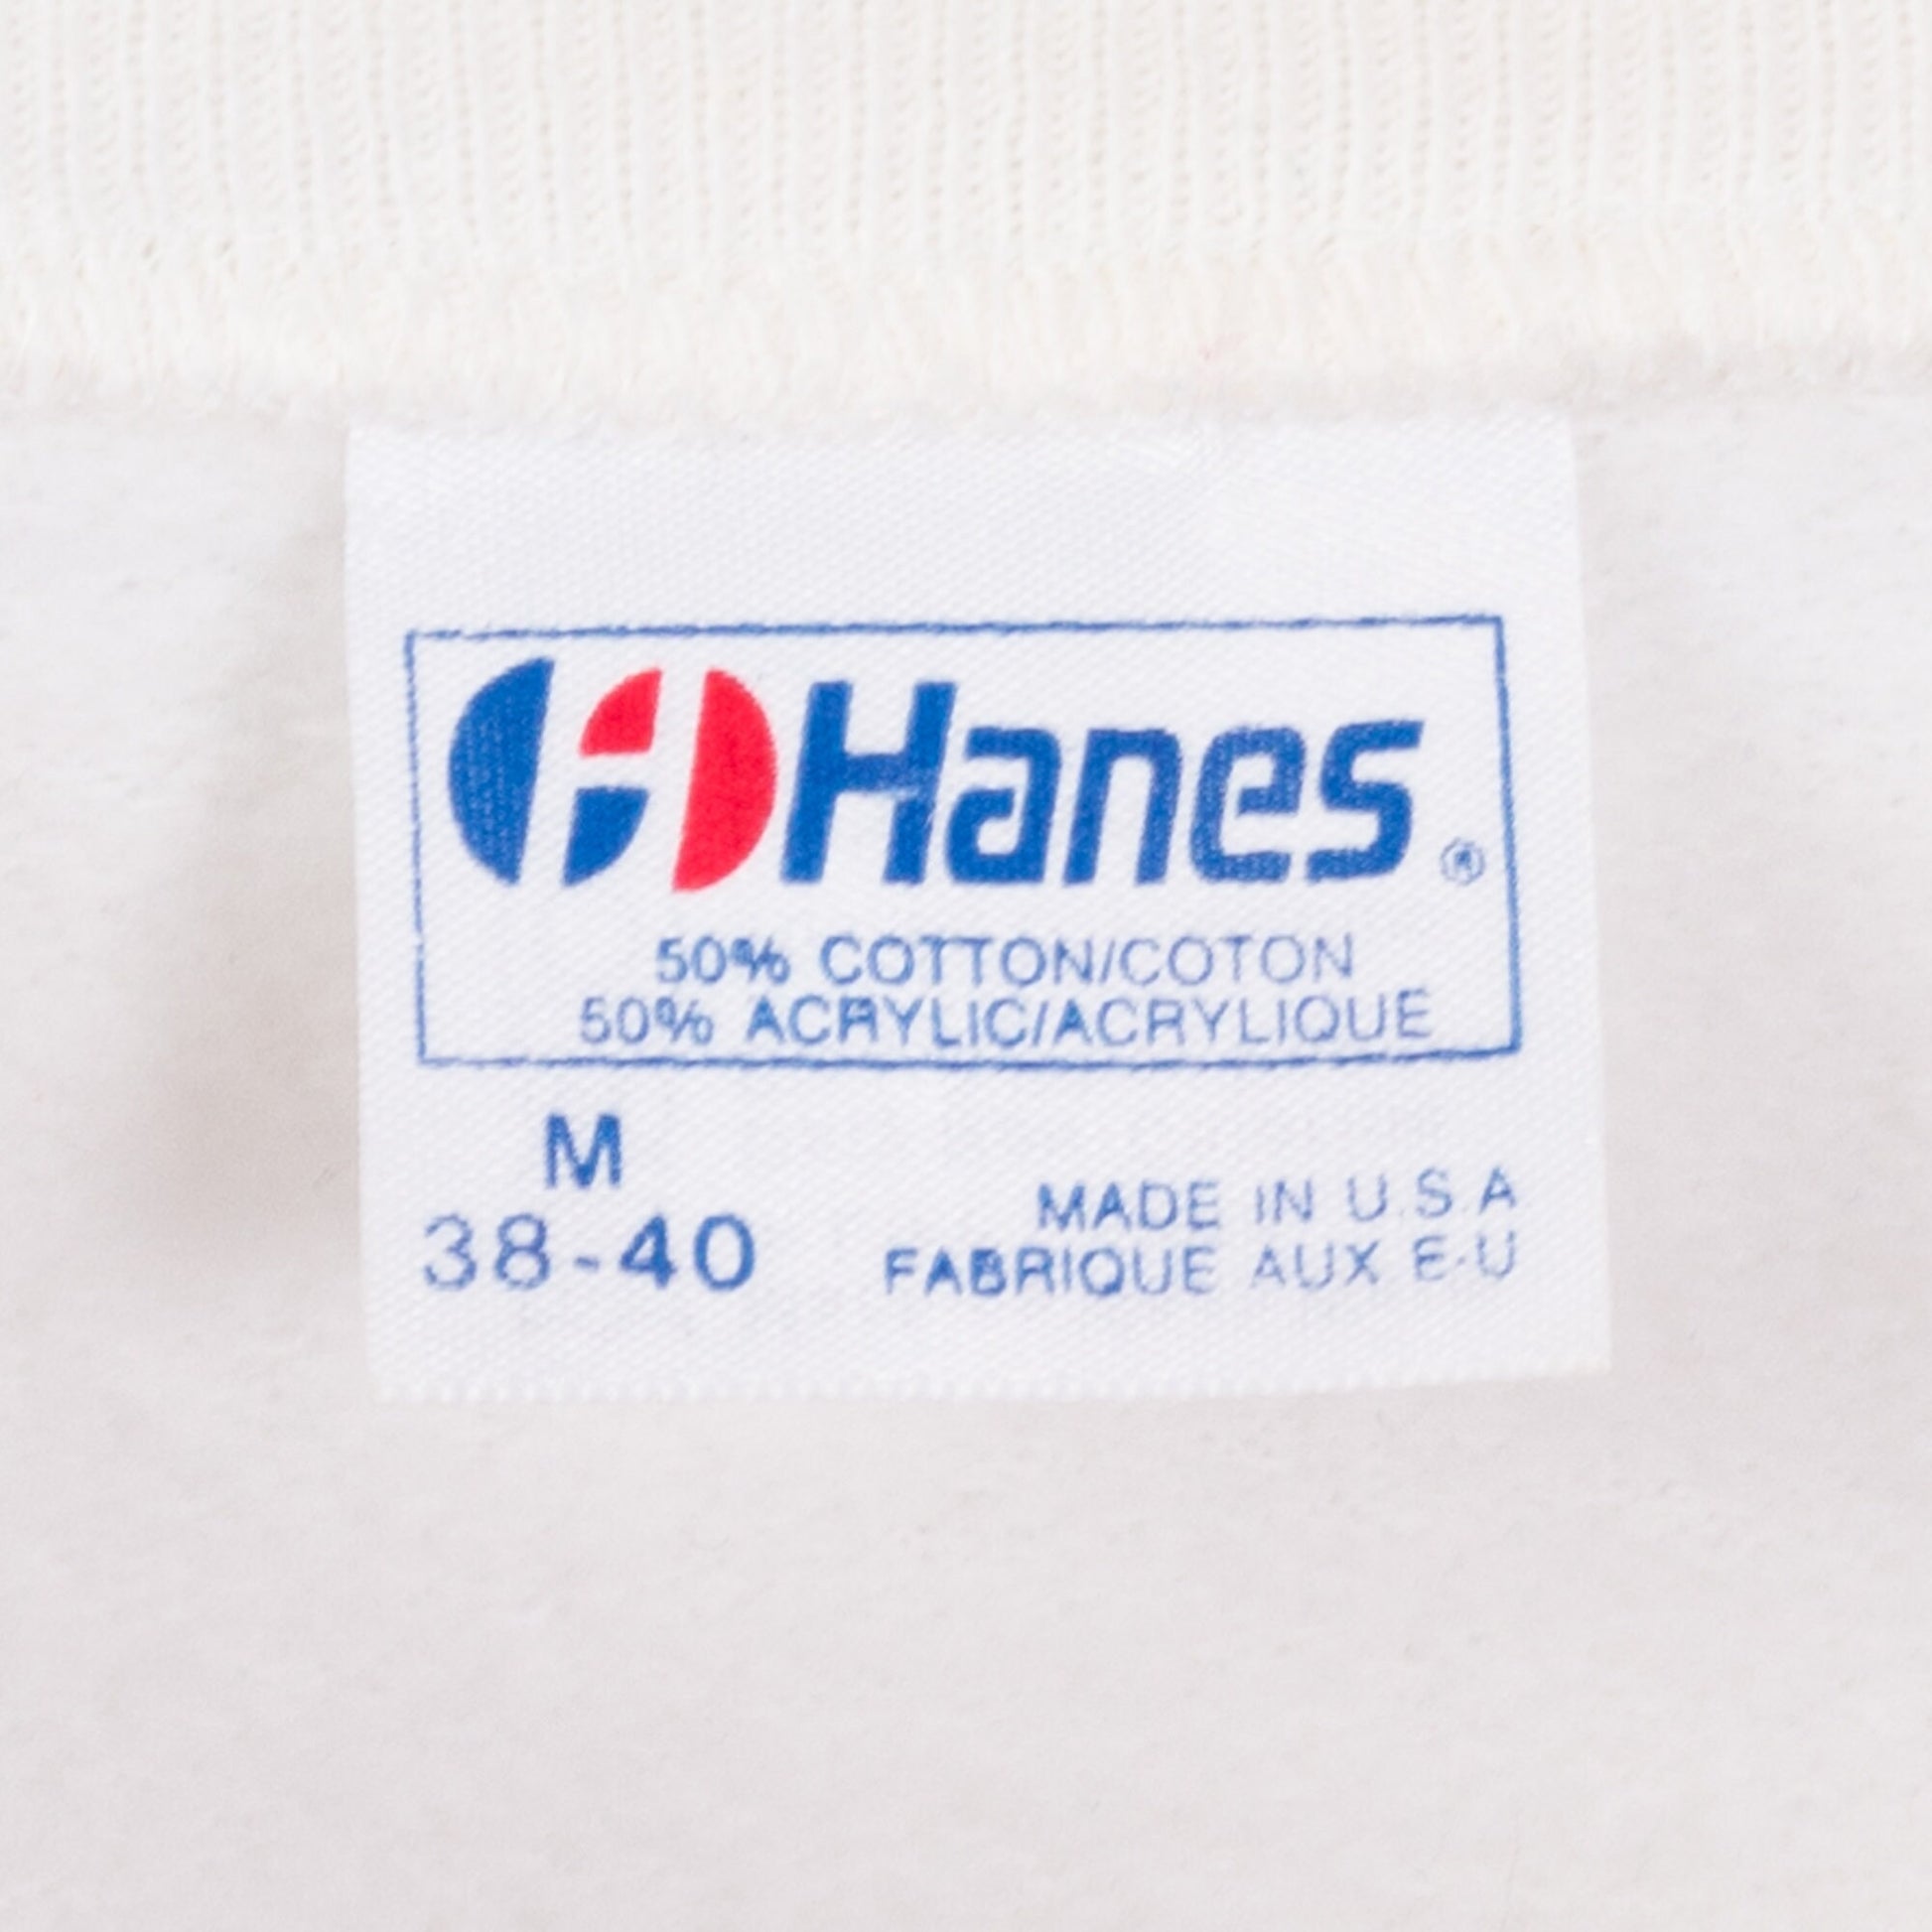 Hanes®
50% COTTON/COTON
50% ACRYLIC/ACRYLIQUE
M
38-40
MADE IN U.S.A
FABRIQUE AUX E-U